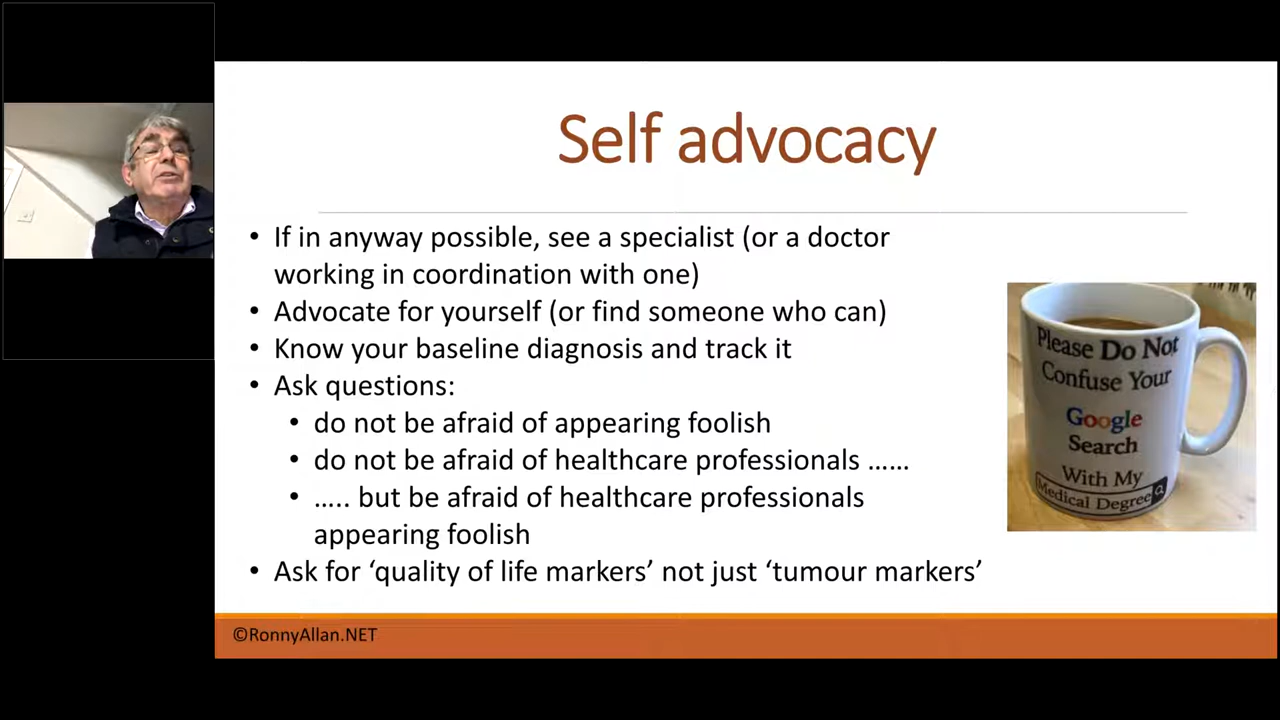 Self advocacy
• If in anyway possible, see a specialist (or a doctor
working in coordination with one)
• Advocate for yourself (or find someone who can)
• Know your baseline diagnosis and track it
• Ask questions:
• do not be afraid of appearing foolish
• do not be afraid of healthcare professionals ……
• ….. but be afraid of healthcare professionals
appearing foolish
• Ask for ‘quality of life markers’ not just ‘tumour markers’
Please Do Not
Confuse Your
Google
Search
With My
Medical Degree
©RonnyAllan.NET